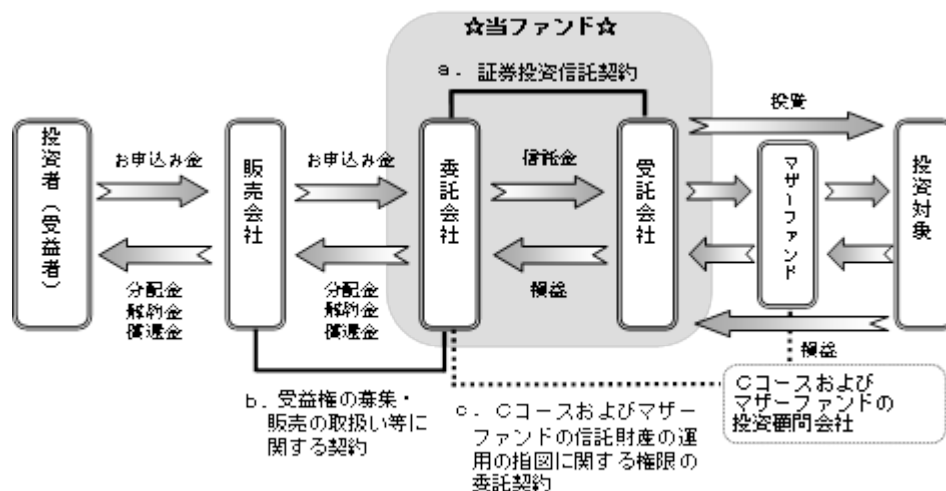 ☆当ファンド☆
a．証券投資信託契約
投資者（受益者）
お申込み金
販売会社
お申込み金
委託会社
信託金
受託会社
投資
マザーファンド
投資対象
分配金
解約金
償還金
分配金
解約金
償還金
損益
損益
b．受益権の募集・
販売の取扱い等に
関する契約
c．Cコースおよびマザー
ファンドの信託財産の運
用の指図に関する権限の
委託契約
Cコースおよび
マザーファンドの
投資顧問会社